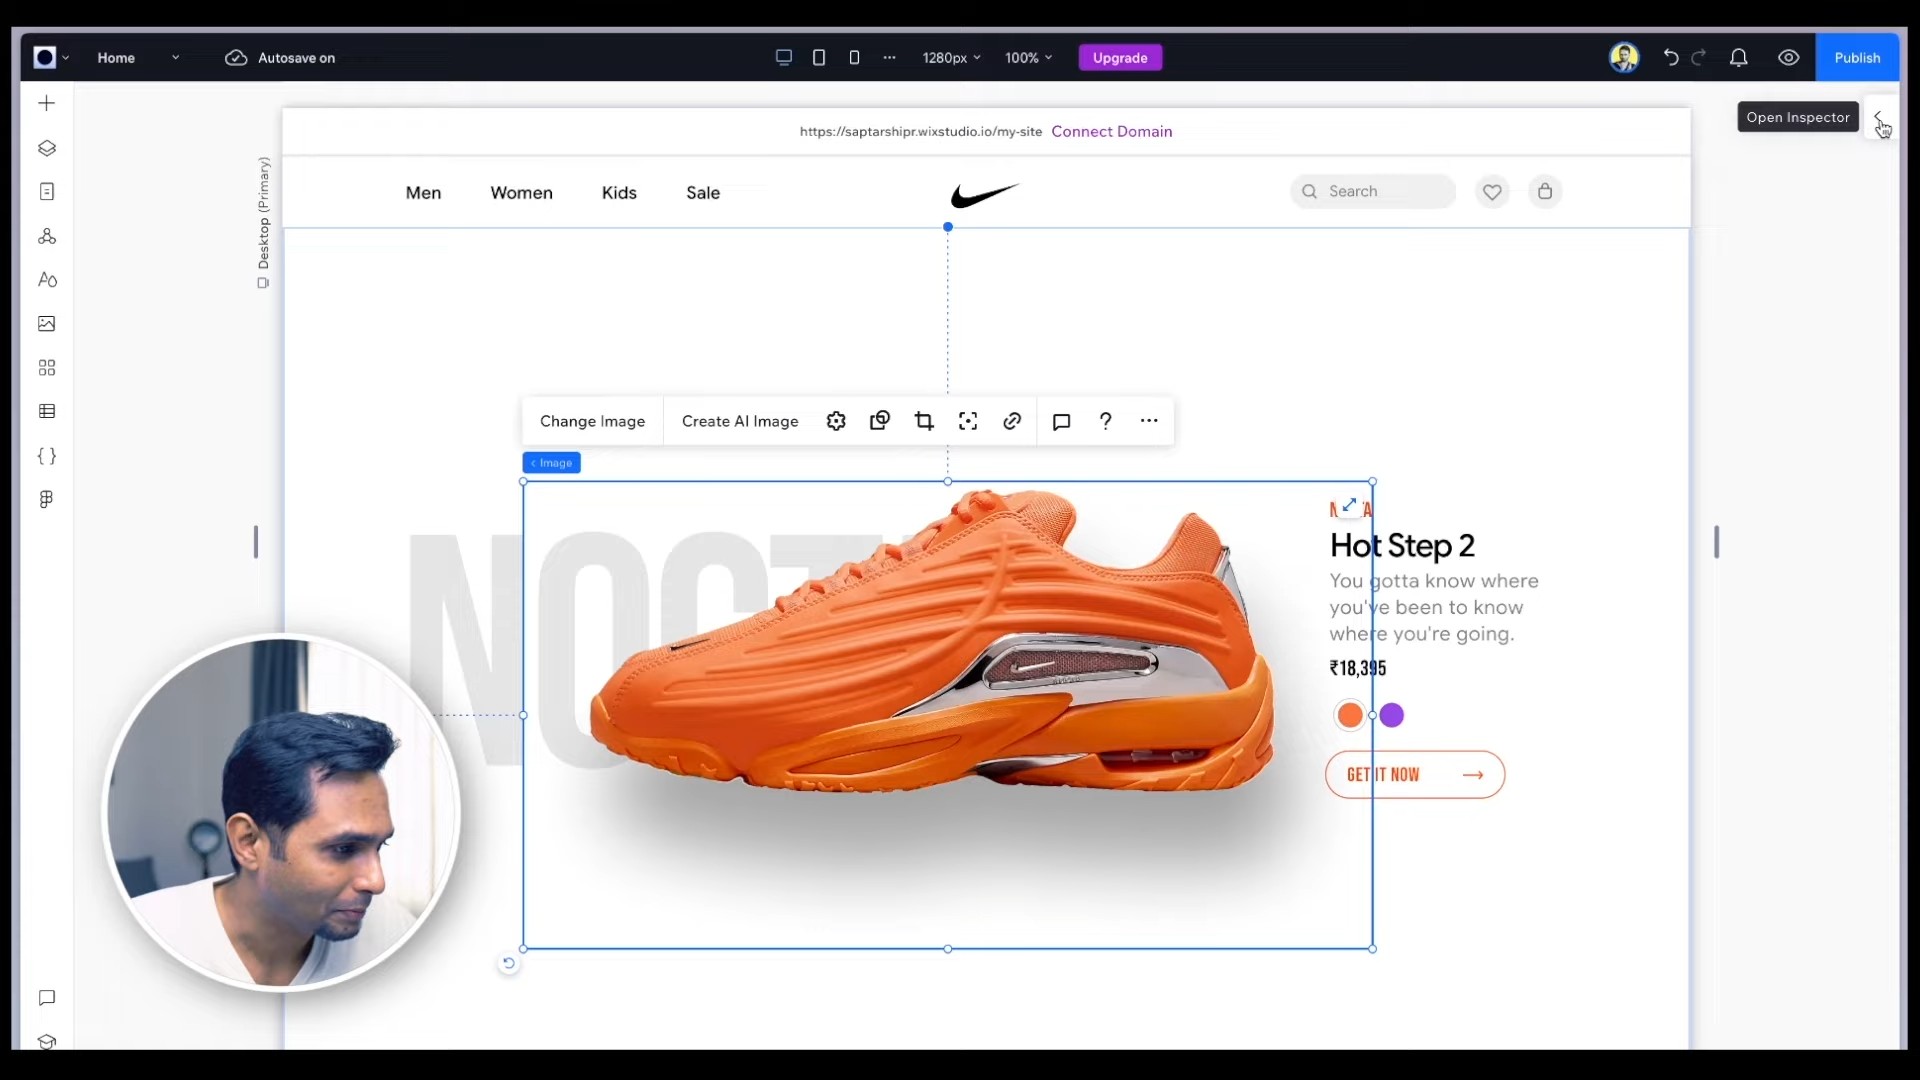 Home
Autosave on
1280px
100%
Upgrade
Publish
Open Inspector
https://saptarshipr.wixstudio.io/my-site Connect Domain
Desktop (Primary)
Men
Women
Kids
Sale
Search
Change Image
Create AI Image
?
< Image
Hot Step 2
You gotta know where
you've been to know
where you're going.
₹18,395
GET IT NOW